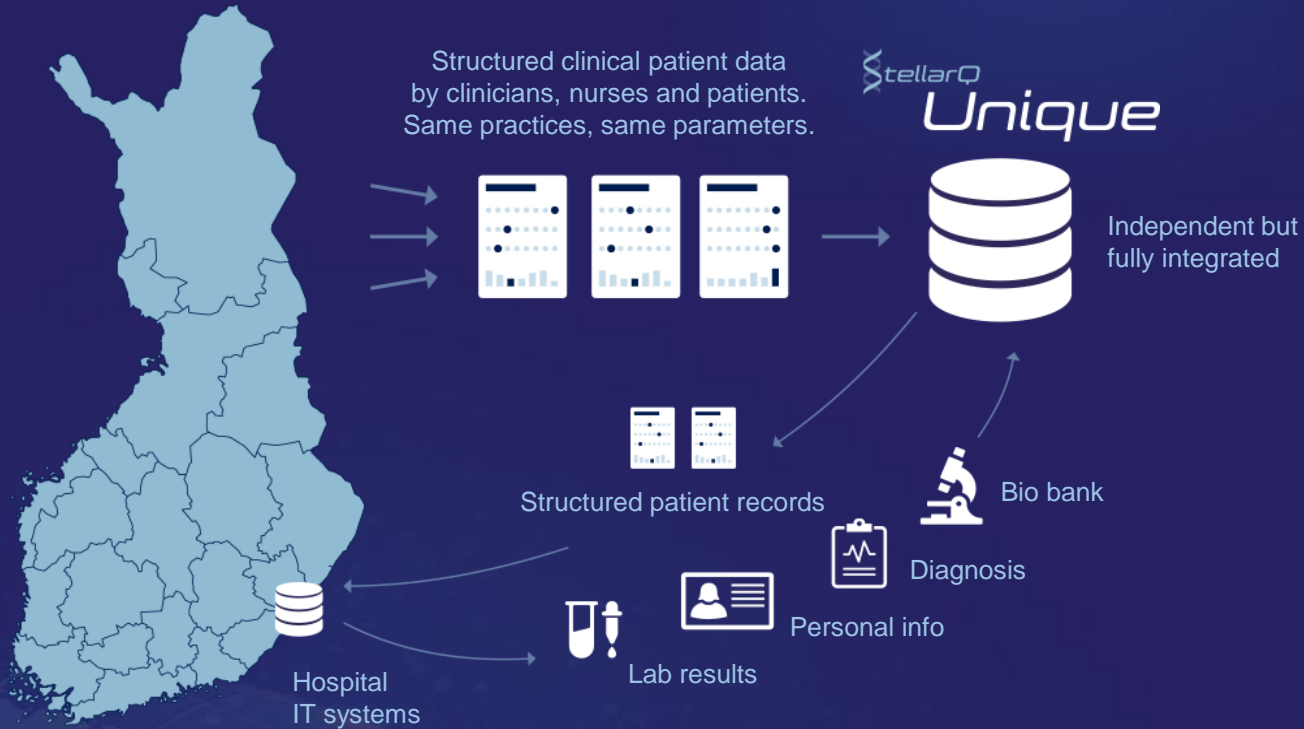 Structured clinical patient data
by clinicians, nurses and patients.
Same practices, same parameters.
StellarQ
Unique
Independent but
fully integrated
Structured patient records
Bio bank
Diagnosis
Personal info
Lab results
Hospital
IT systems